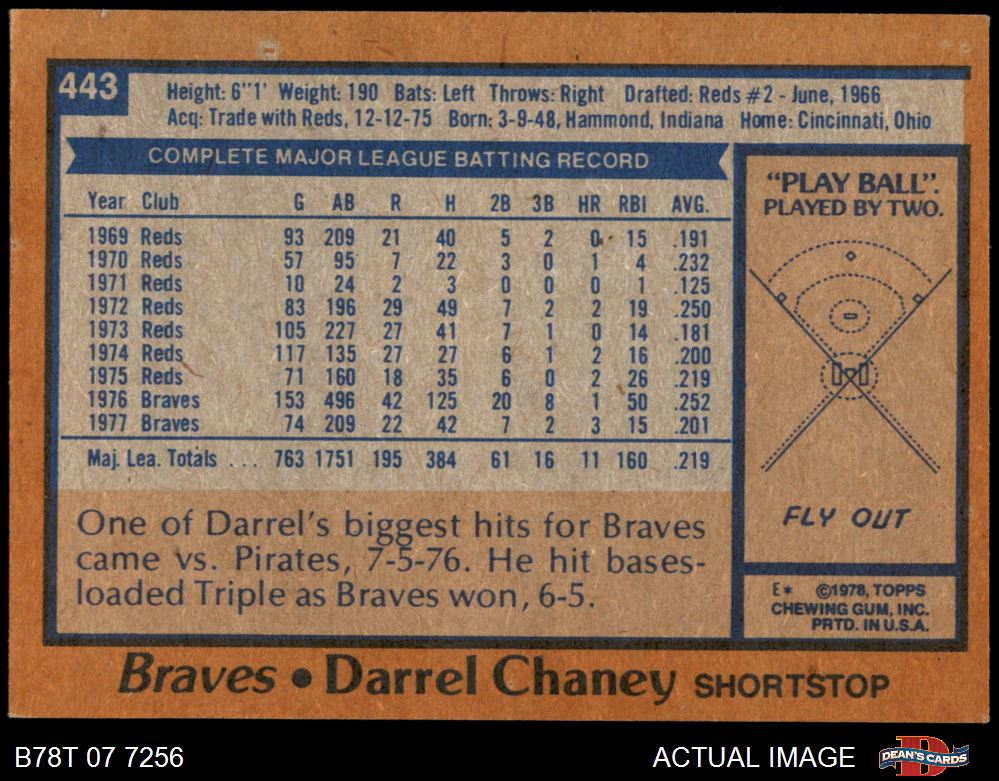 443
Height: 6"1' Weight: 190 Bats: Left Throws: Right Drafted: Reds #2 - June, 1966
Acq: Trade with Reds, 12-12-75 Born: 3-9-48, Hammond, Indiana Home: Cincinnati, Ohio
COMPLETE MAJOR LEAGUE BATTING RECORD
Year Club G AB R H 2B 3B HR RBI AVG.
1969 Reds 93 209 21 40 5 2 0 15 .191
1970 Reds 57 95 7 22 3 0 1 4 .232
1971 Reds 10 24 2 3 0 0 0 1 .125
1972 Reds 83 196 29 49 7 2 2 19 .250
1973 Reds 105 227 27 41 7 1 0 14 .181
1974 Reds 117 135 27 27 6 1 2 16 .200
1975 Reds 71 160 18 35 6 0 2 26 .219
1976 Braves 153 496 42 125 20 8 1 50 .252
1977 Braves 74 209 22 42 7 2 3 15 .201
Maj. Lea. Totals ... 763 1751 195 384 61 16 11 160 .219
One of Darrel's biggest hits for Braves
came vs. Pirates, 7-5-76. He hit bases-
loaded Triple as Braves won, 6-5.
"PLAY BALL".
PLAYED BY TWO.
FLY OUT
E* ©1978, TOPPS
CHEWING GUM, INC.
PRTD. IN U.S.A.
Braves • Darrel Chaney SHORTSTOP
B78T 07 7256
ACTUAL IMAGE
DEAN'S CARDS